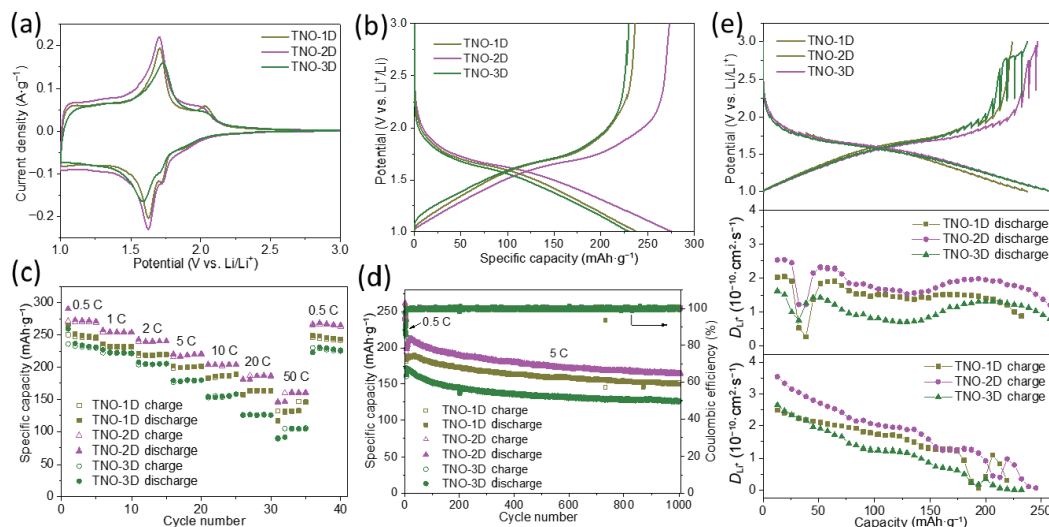 (a)
TNO-1D
TNO-2D
TNO-3D
0.2
0.1
0.0
−0.1
−0.2
1.0 1.5 2.0 2.5 3.0
Current density (A·g⁻¹)
Potential (V vs. Li/Li⁺)
(b)
TNO-1D
TNO-2D
TNO-3D
3.0
2.5
2.0
1.5
1.0
0 50 100 150 200 250 300
Potential (V vs. Li⁺/Li)
Specific capacity (mAh·g⁻¹)
(c)
0.5 C
1 C
2 C
5 C
10 C
20 C
50 C
0.5 C
350
300
250
200
150
100
50
0
0 10 20 30 40
TNO-1D charge
TNO-1D discharge
TNO-2D charge
TNO-2D discharge
TNO-3D charge
TNO-3D discharge
Specific capacity (mAh·g⁻¹)
Cycle number
(d)
0.5 C
5 C
250
200
150
100
50
0
100
80
60
40
20
0
0 200 400 600 800 1000
TNO-1D charge
TNO-1D discharge
TNO-2D charge
TNO-2D discharge
TNO-3D charge
TNO-3D discharge
Specific capacity (mAh·g⁻¹)
Coulombic efficiency (%)
Cycle number
(e)
TNO-1D
TNO-2D
TNO-3D
3.0
2.5
2.0
1.5
1.0
Potential (V vs. Li/Li⁺)
TNO-1D discharge
TNO-2D discharge
TNO-3D discharge
3
2
1
0
D_Li⁺ (10⁻¹⁰·cm²·s⁻¹)
TNO-1D charge
TNO-2D charge
TNO-3D charge
4
3
2
1
0
D_Li⁺ (10⁻¹⁰·cm²·s⁻¹)
0 50 100 150 200 250
Capacity (mAh·g⁻¹)